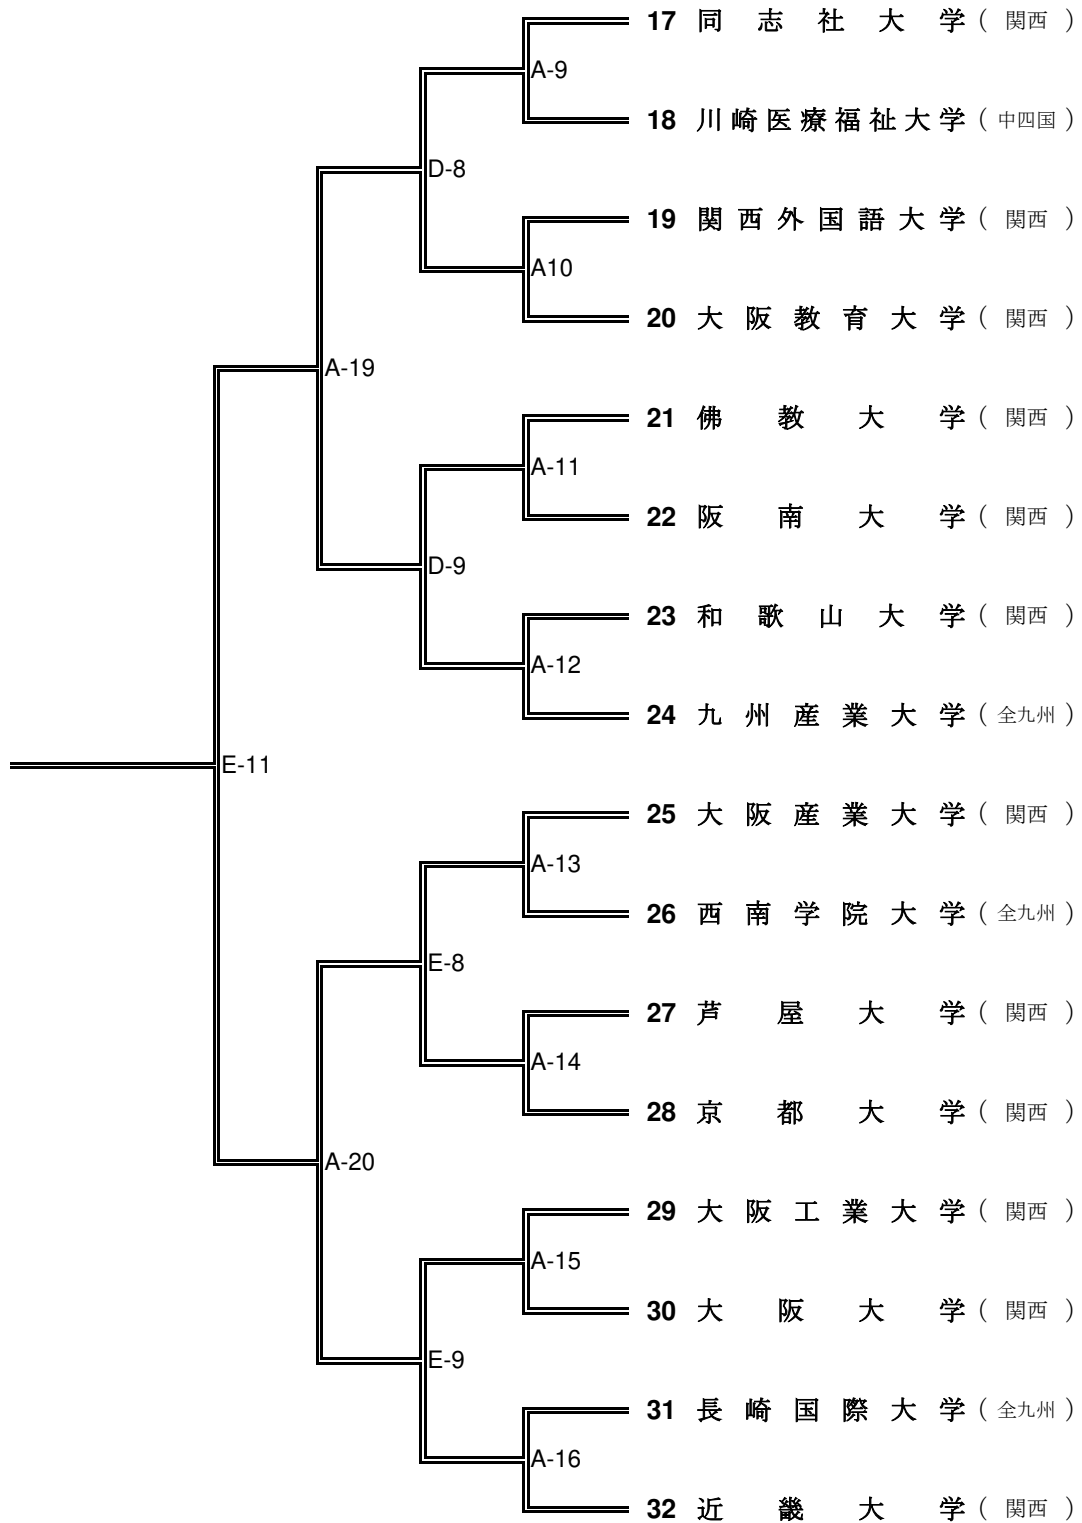 17 同志社大学 ( 関西 )
A-9
18 川崎医療福祉大学 ( 中四国 )
D-8
19 関西外国語大学 ( 関西 )
A10
20 大阪教育大学 ( 関西 )
A-19
21 佛教大学 ( 関西 )
A-11
22 阪南大学 ( 関西 )
D-9
23 和歌山大学 ( 関西 )
A-12
24 九州産業大学 ( 全九州 )
E-11
25 大阪産業大学 ( 関西 )
A-13
26 西南学院大学 ( 全九州 )
E-8
27 芦屋大学 ( 関西 )
A-14
28 京都大学 ( 関西 )
A-20
29 大阪工業大学 ( 関西 )
A-15
30 大阪大学 ( 関西 )
E-9
31 長崎国際大学 ( 全九州 )
A-16
32 近畿大学 ( 関西 )